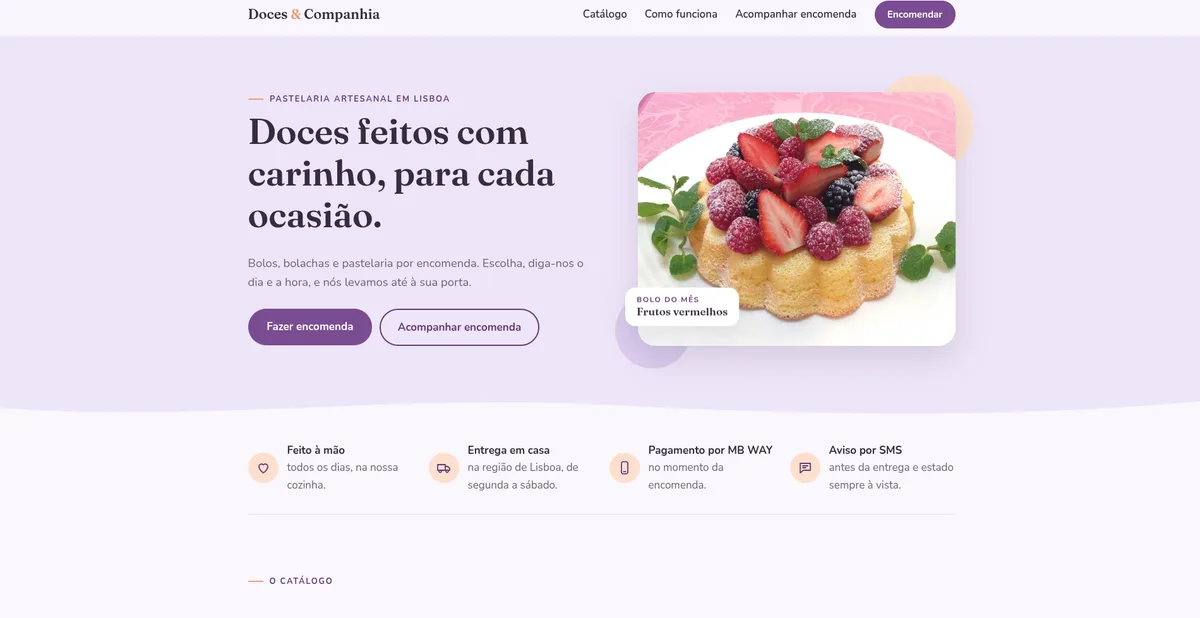 Doces & Companhia
Catálogo
Como funciona
Acompanhar encomenda
Encomendar
PASTELARIA ARTESANAL EM LISBOA
Doces feitos com
carinho, para cada
ocasião.
Bolos, bolachas e pastelaria por encomenda. Escolha, diga-nos o
dia e a hora, e nós levamos até à sua porta.
Fazer encomenda
Acompanhar encomenda
BOLO DO MÊS
Frutos vermelhos
Feito à mão
todos os dias, na nossa
cozinha.
Entrega em casa
na região de Lisboa, de
segunda a sábado.
Pagamento por MB WAY
no momento da
encomenda.
Aviso por SMS
antes da entrega e estado
sempre à vista.
O CATÁLOGO